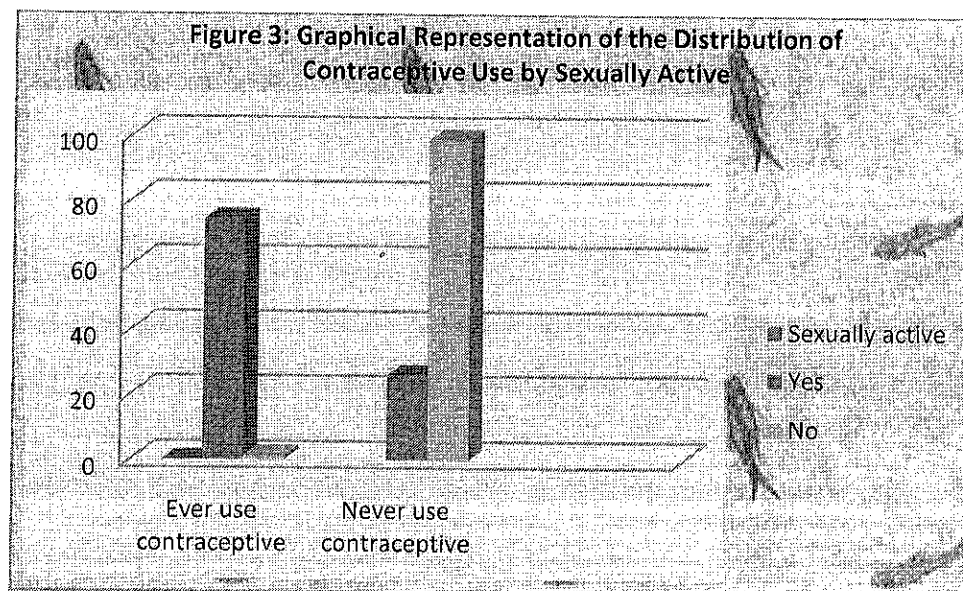 Figure 3: Graphical Representation of the Distribution of
Contraceptive Use by Sexually Active
100
80
60
40
20
0
Ever use
contraceptive
Never use
contraceptive
Sexually active
Yes
No